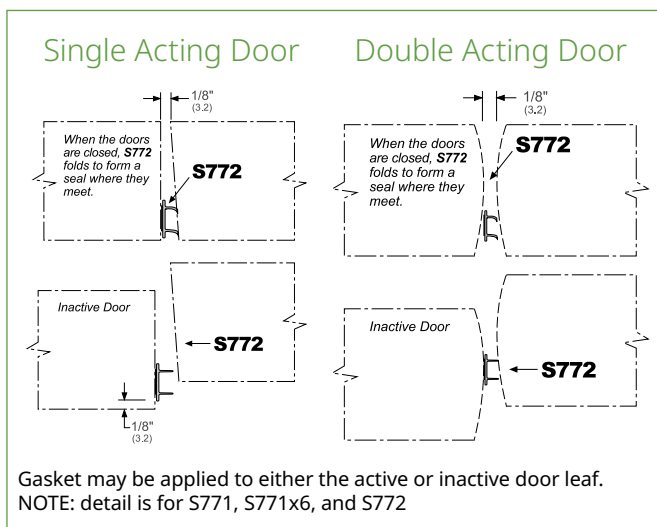 Single Acting Door
1/8"
(3.2)
When the doors
are closed, S772
folds to form a
seal where they
meet.
S772
Inactive Door
S772
1/8"
(3.2)
Double Acting Door
1/8"
(3.2)
When the doors
are closed, S772
folds to form a
seal where they
meet.
S772
Inactive Door
S772
Gasket may be applied to either the active or inactive door leaf.
NOTE: detail is for S771, S771x6, and S772